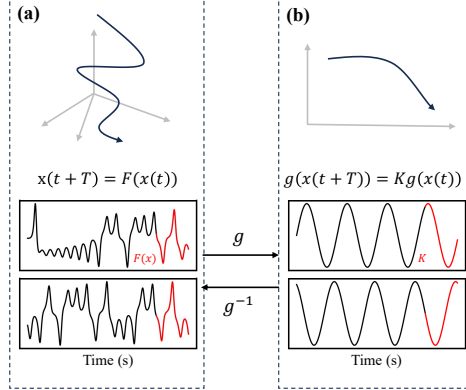 (a)
x(t + T) = F(x(t))
F(x)
Time (s)
g
g⁻¹
(b)
g(x(t + T)) = Kg(x(t))
K
Time (s)